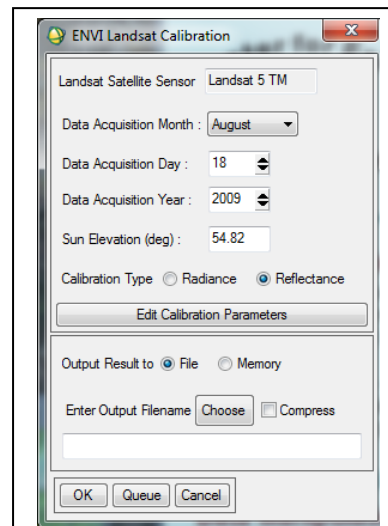 ENVI Landsat Calibration
Landsat Satellite Sensor Landsat 5 TM
Data Acquisition Month : August
Data Acquisition Day : 18
Data Acquisition Year : 2009
Sun Elevation (deg) : 54.82
Calibration Type Radiance Reflectance
Edit Calibration Parameters
Output Result to File Memory
Enter Output Filename Choose Compress
OK Queue Cancel